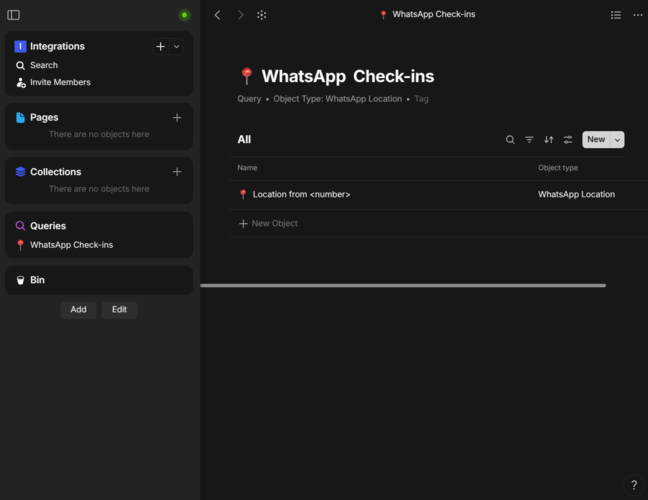 WhatsApp Check-ins
I Integrations
Search
Invite Members
Pages
There are no objects here
Collections
There are no objects here
Queries
WhatsApp Check-ins
Bin
Add Edit
WhatsApp Check-ins
Query • Object Type: WhatsApp Location • Tag
All
New
Name Object type
Location from <number> WhatsApp Location
New Object
?